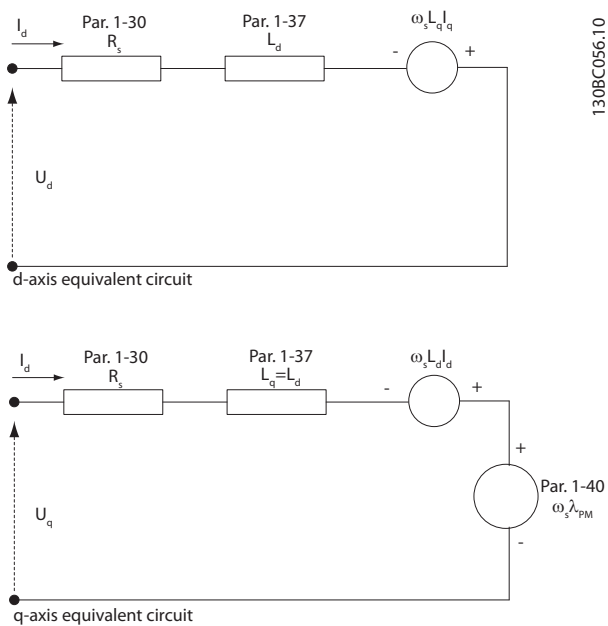 I_d
Par. 1-30
R_s
Par. 1-37
L_d
ω_sL_qI_q
-
+
130BC056.10
U_d
d-axis equivalent circuit
I_d
Par. 1-30
R_s
Par. 1-37
L_q=L_d
ω_sL_dI_d
-
+
+
Par. 1-40
ω_sλ_PM
-
U_q
q-axis equivalent circuit